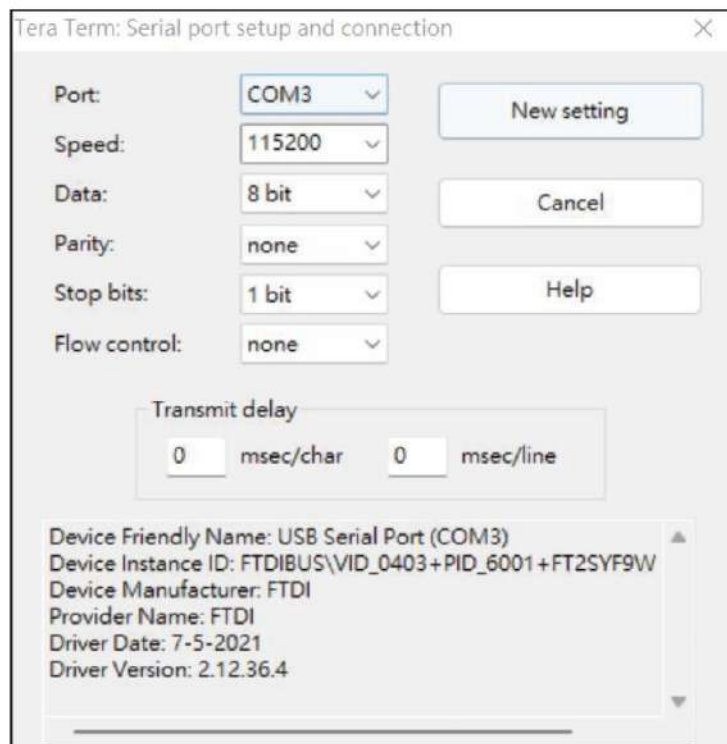 Tera Term: Serial port setup and connection
Port: COM3 New setting
Speed: 115200
Data: 8 bit Cancel
Parity: none
Stop bits: 1 bit Help
Flow control: none
Transmit delay
0 msec/char 0 msec/line
Device Friendly Name: USB Serial Port (COM3)
Device Instance ID: FTDIBUS\VID_0403+PID_6001+FT2SYF9W
Device Manufacturer: FTDI
Provider Name: FTDI
Driver Date: 7-5-2021
Driver Version: 2.12.36.4